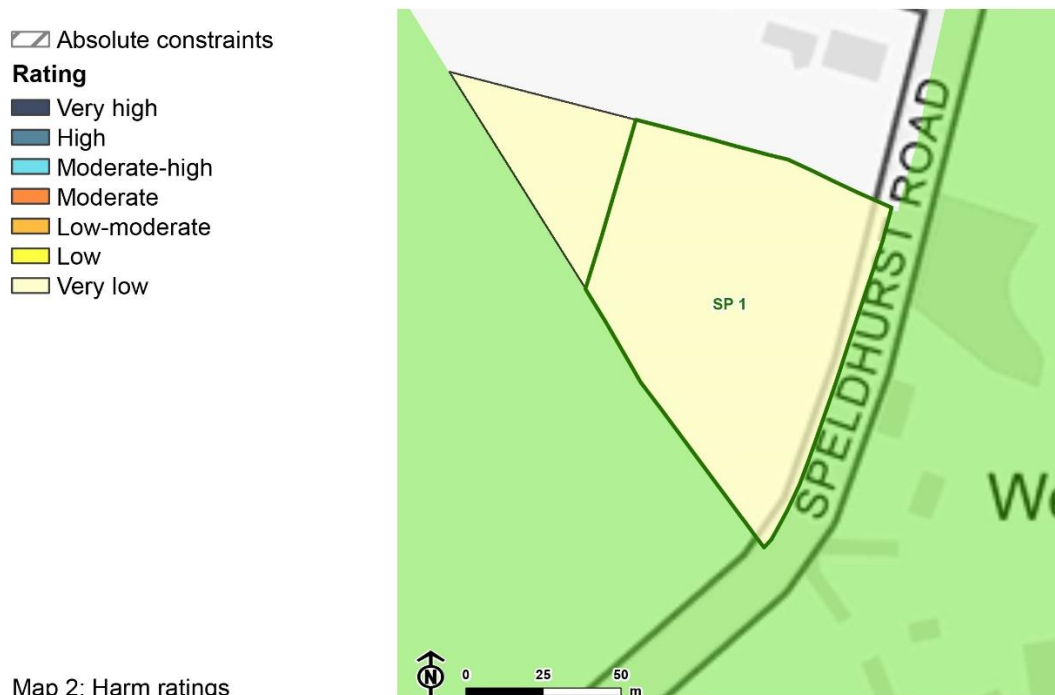 Absolute constraints
Rating
Very high
High
Moderate-high
Moderate
Low-moderate
Low
Very low
SP 1
SPELDHURST ROAD
N
0 25 50
m
Map 2: Harm ratings